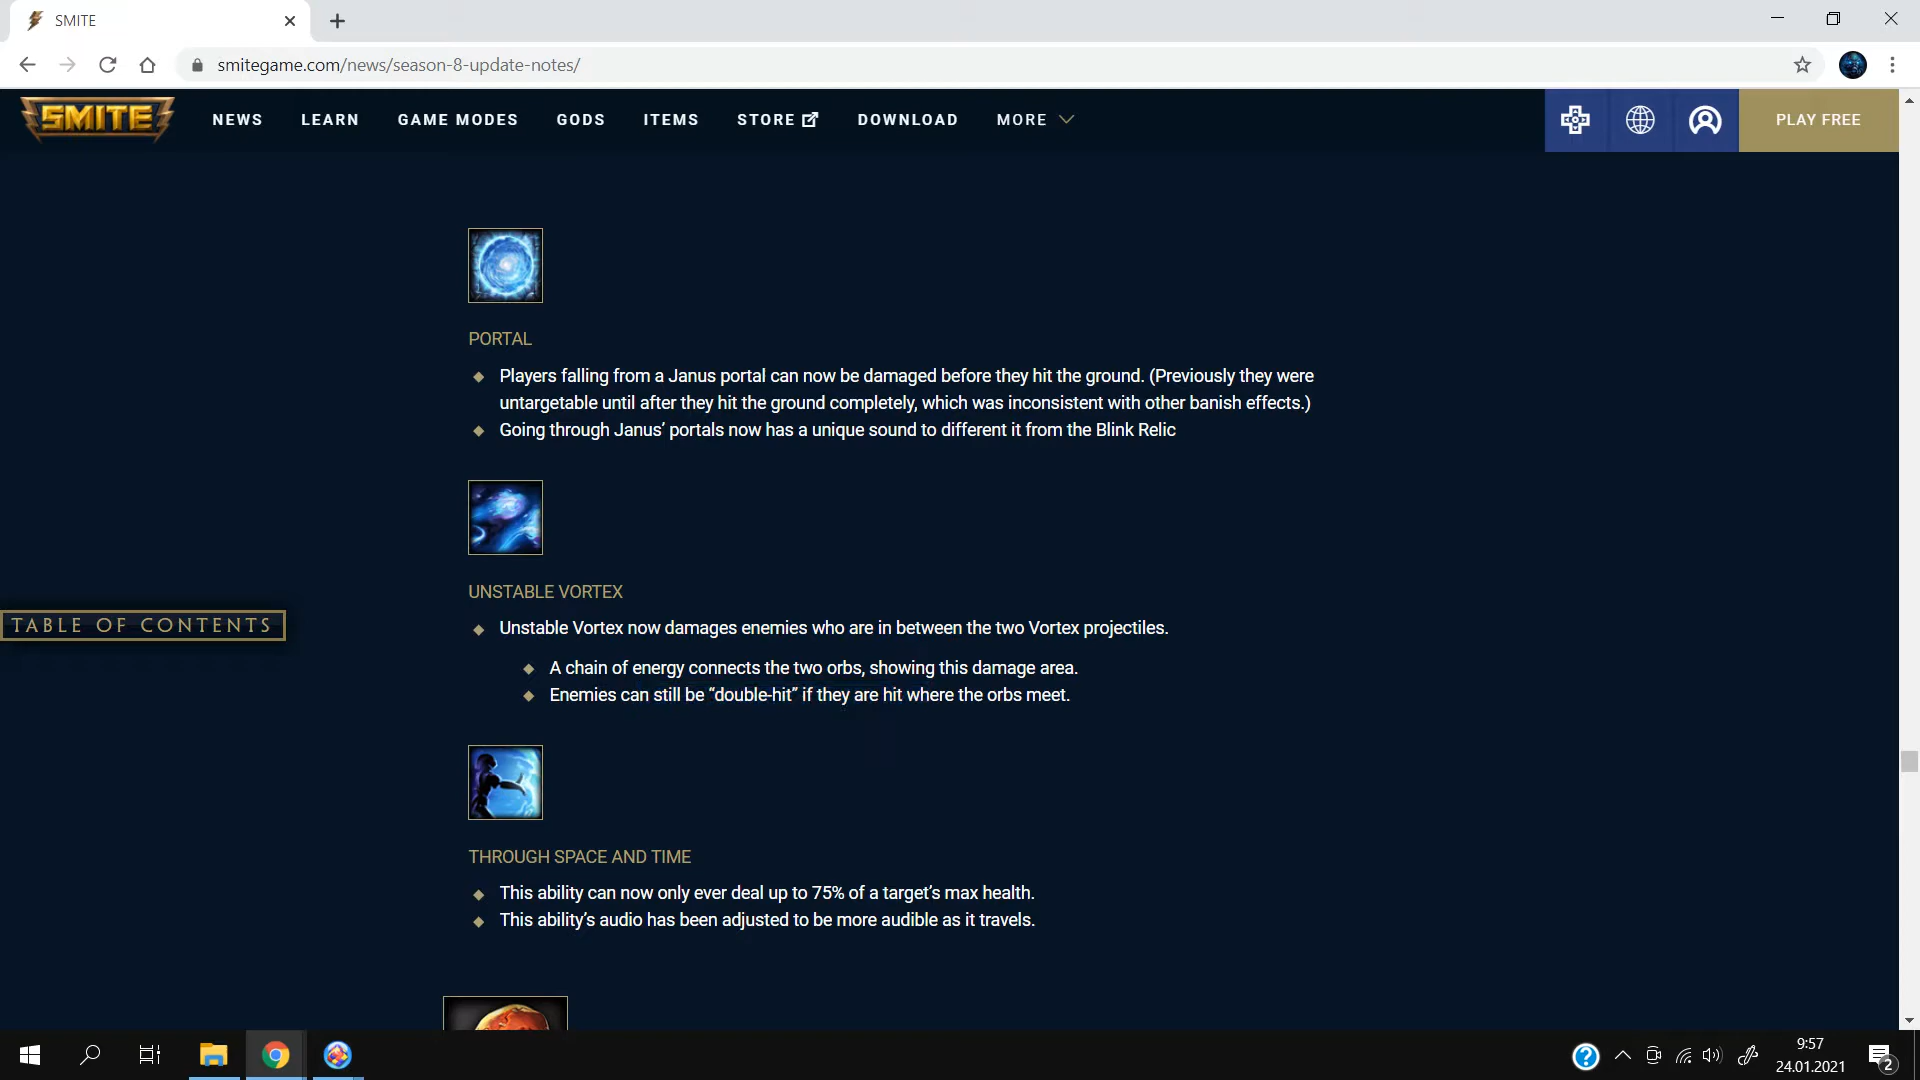 SMITE
smitegame.com/news/season-8-update-notes/
SMITE
NEWS LEARN GAME MODES GODS ITEMS STORE DOWNLOAD MORE PLAY FREE
PORTAL
Players falling from a Janus portal can now be damaged before they hit the ground. (Previously they were
untargetable until after they hit the ground completely, which was inconsistent with other banish effects.)
Going through Janus’ portals now has a unique sound to different it from the Blink Relic
UNSTABLE VORTEX
TABLE OF CONTENTS
Unstable Vortex now damages enemies who are in between the two Vortex projectiles.
A chain of energy connects the two orbs, showing this damage area.
Enemies can still be “double-hit” if they are hit where the orbs meet.
THROUGH SPACE AND TIME
This ability can now only ever deal up to 75% of a target’s max health.
This ability’s audio has been adjusted to be more audible as it travels.
9:57
24.01.2021
2